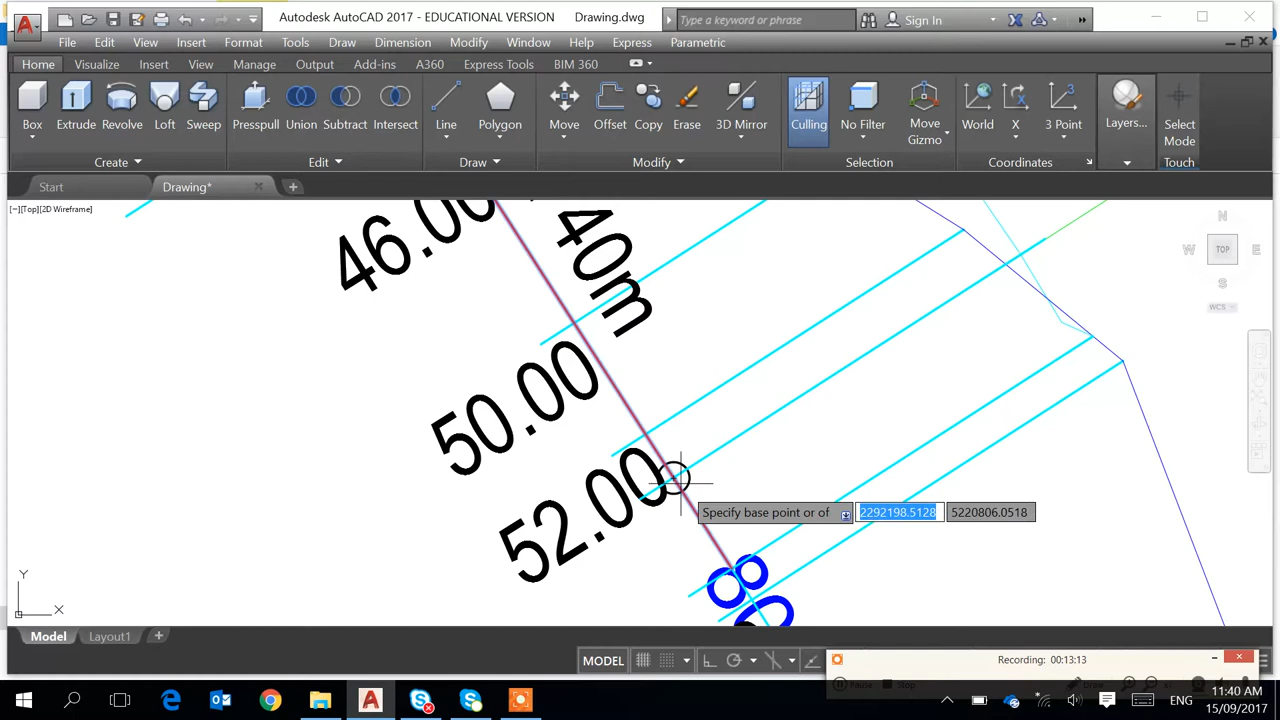 Autodesk AutoCAD 2017 - EDUCATIONAL VERSION
Drawing.dwg
Type a keyword or phrase
Sign In
File Edit View Insert Format Tools Draw Dimension Modify Window Help Express Parametric
Home Visualize Insert View Manage Output Add-ins A360 Express Tools BIM 360
Box Extrude Revolve Loft Sweep Presspull Union Subtract Intersect Line Polygon Move Offset Copy Erase 3D Mirror Culling No Filter Move Gizmo World X 3 Point Layers... Select Mode
Create Edit Draw Modify Selection Coordinates Touch
Start Drawing*
[−][Top][2D Wireframe]
N
W TOP E
S
WCS
46.00
40m
50.00
52.00
Specify base point or of 2292198.5128 5220806.0518
8
Y
X
Model Layout1
MODEL
Recording: 00:13:13
Pause Stop
ENG
11:40 AM
15/09/2017